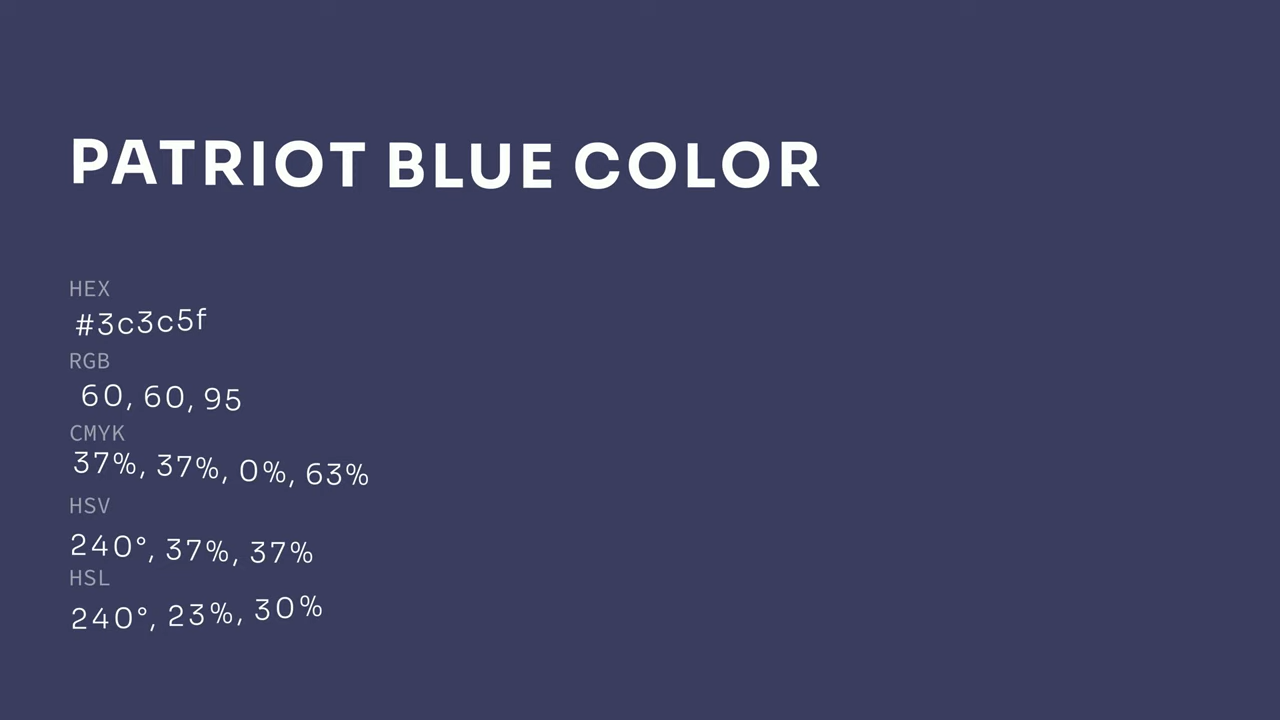 PATRIOT BLUE COLOR
HEX
#3c3c5f
RGB
60, 60, 95
CMYK
37%, 37%, 0%, 63%
HSV
240°, 37%, 37%
HSL
240°, 23%, 30%